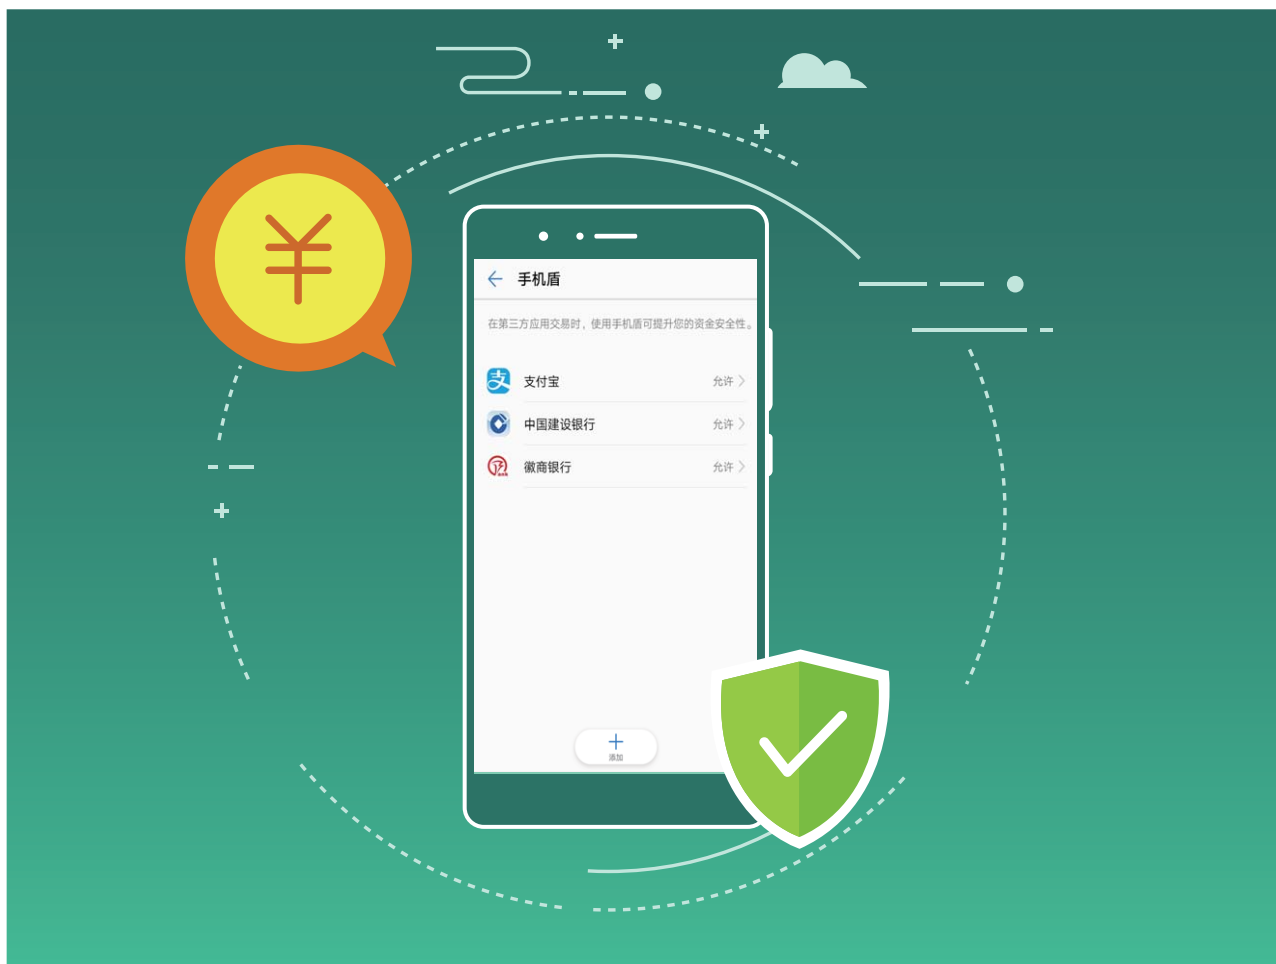 ¥
手机盾
在第三方应用交易时，使用手机盾可提升您的资金安全性。
支付宝 允许
中国建设银行 允许
徽商银行 允许
添加